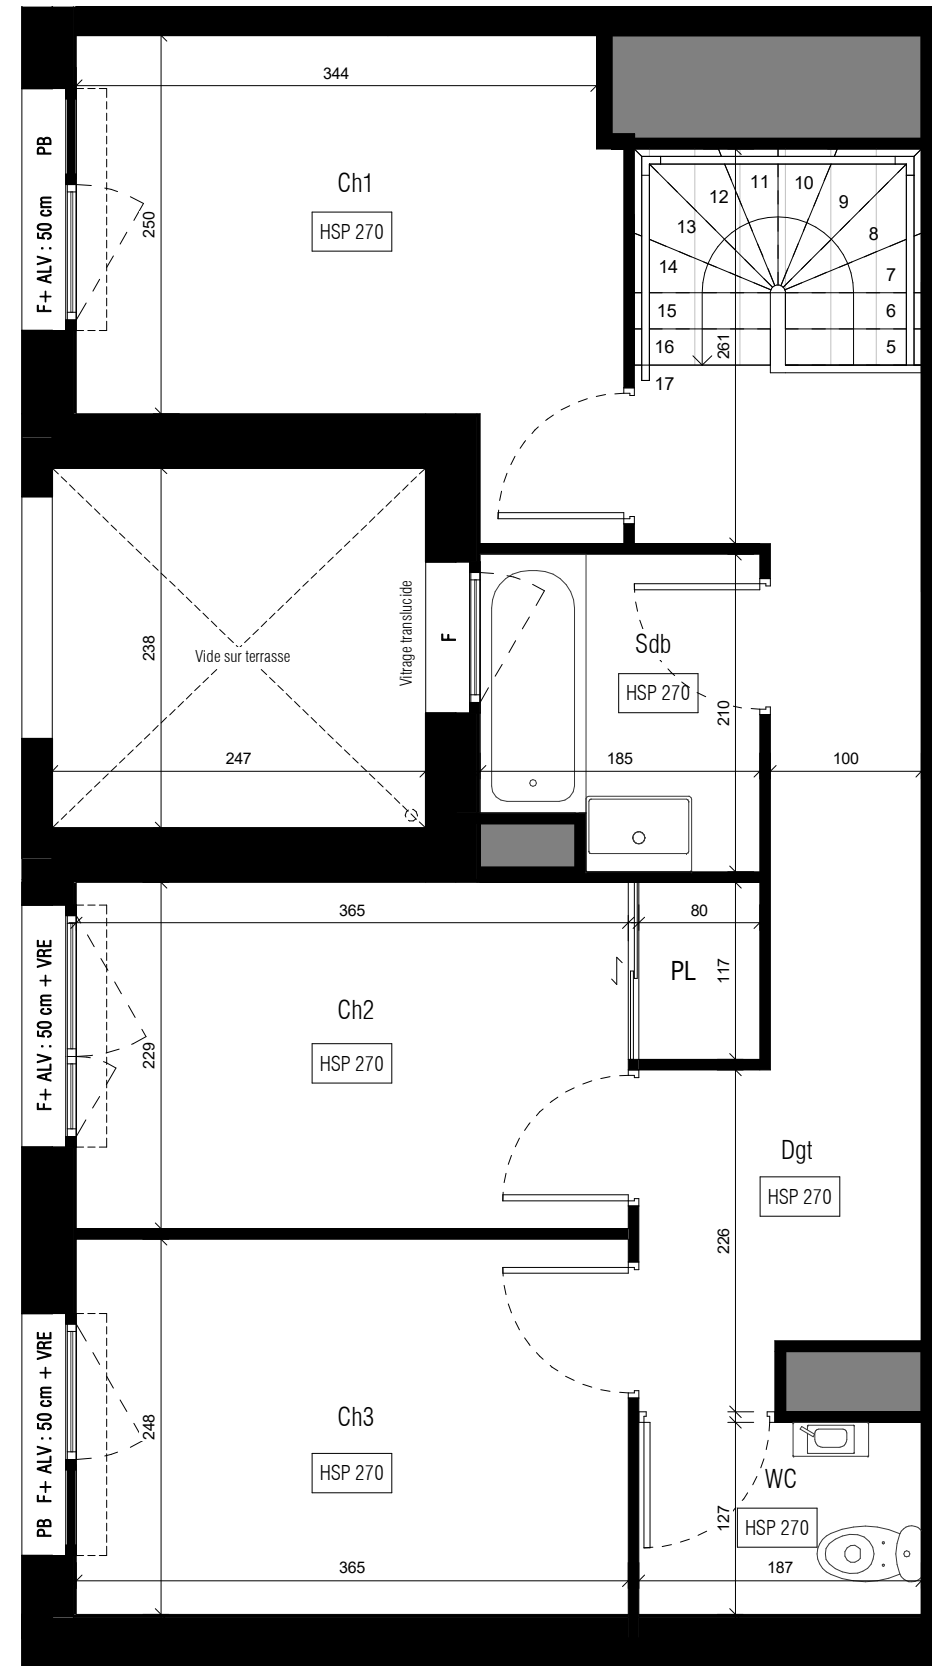 344
PB
F+ ALV : 50 cm
250
Ch1
HSP 270
11
10
12
9
13
8
14
7
15
6
16
261
5
17
Vide sur terrasse
238
247
Vitrage translucide
F
Sdb
HSP 270
210
185
100
365
80
F+ ALV : 50 cm + VRE
PL
117
Ch2
229
HSP 270
Dgt
HSP 270
226
PB F+ ALV : 50 cm + VRE
248
Ch3
HSP 270
WC
127
HSP 270
365
187